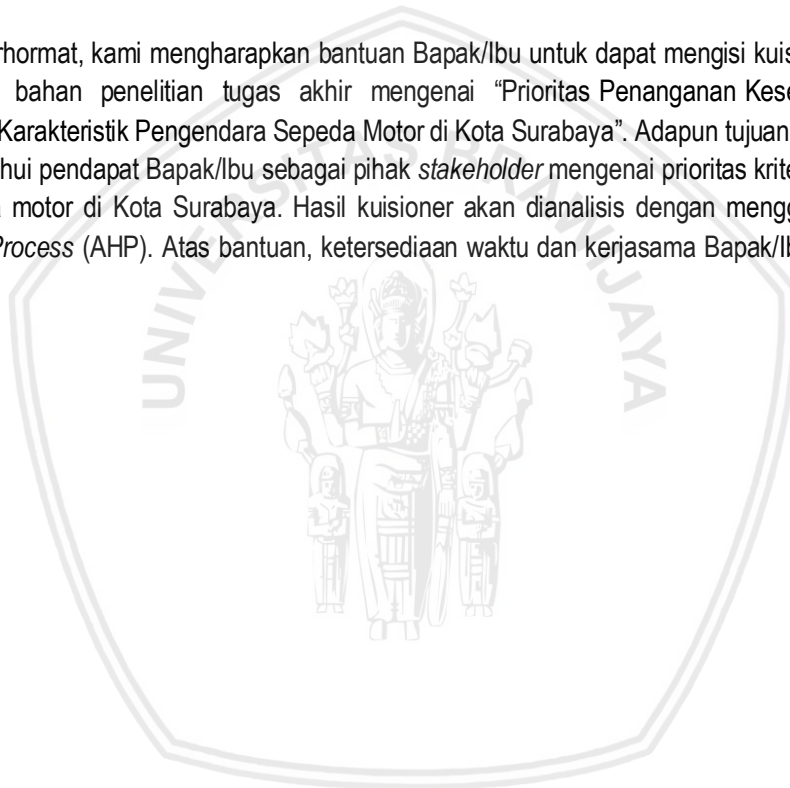 rhormat, kami mengharapkan bantuan Bapak/Ibu untuk dapat mengisi kuis
bahan penelitian tugas akhir mengenai “Prioritas Penanganan Kese
Karakteristik Pengendara Sepeda Motor di Kota Surabaya”. Adapun tujuan
hui pendapat Bapak/Ibu sebagai pihak stakeholder mengenai prioritas krite
motor di Kota Surabaya. Hasil kuisioner akan dianalisis dengan mengg
Process (AHP). Atas bantuan, ketersediaan waktu dan kerjasama Bapak/Ib
UNIVERSITAS BRAWIJAYA